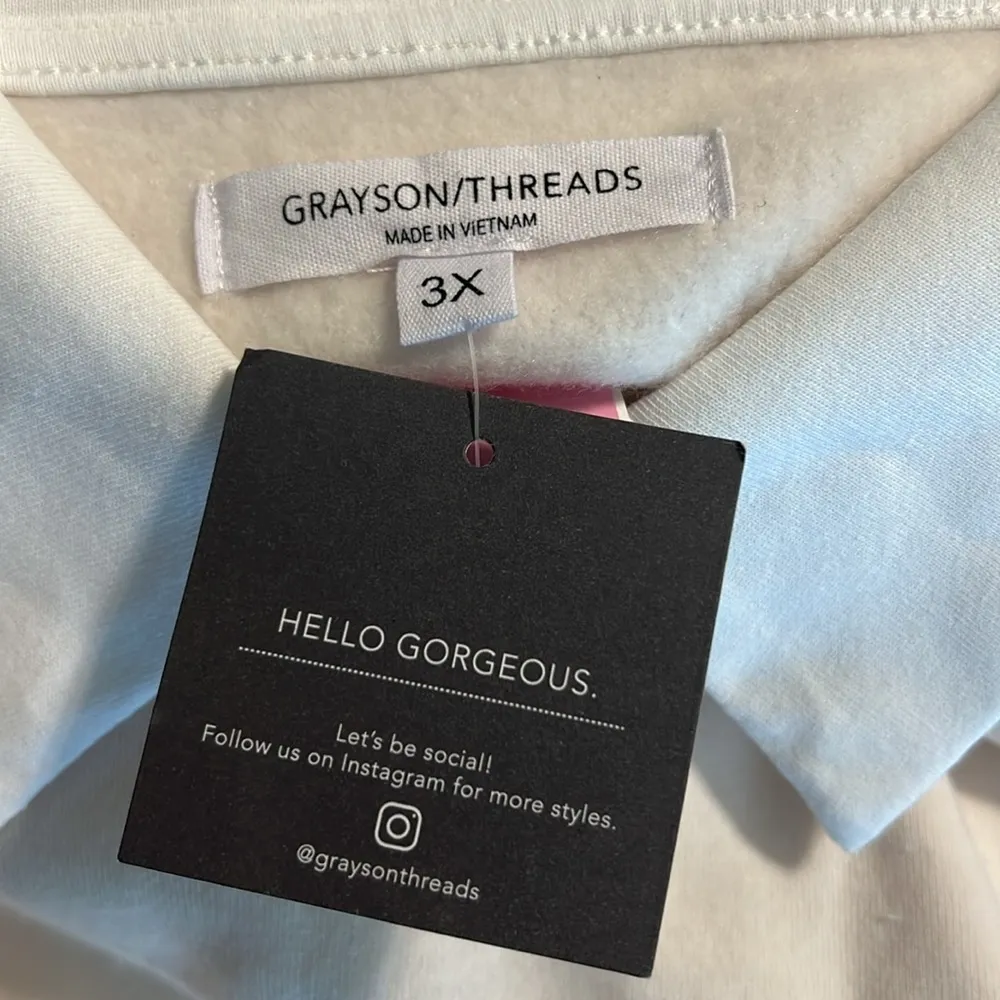 GRAYSON/THREADS
MADE IN VIETNAM
3X
HELLO GORGEOUS.
Let's be social!
Follow us on Instagram for more styles.
@graysonthreads